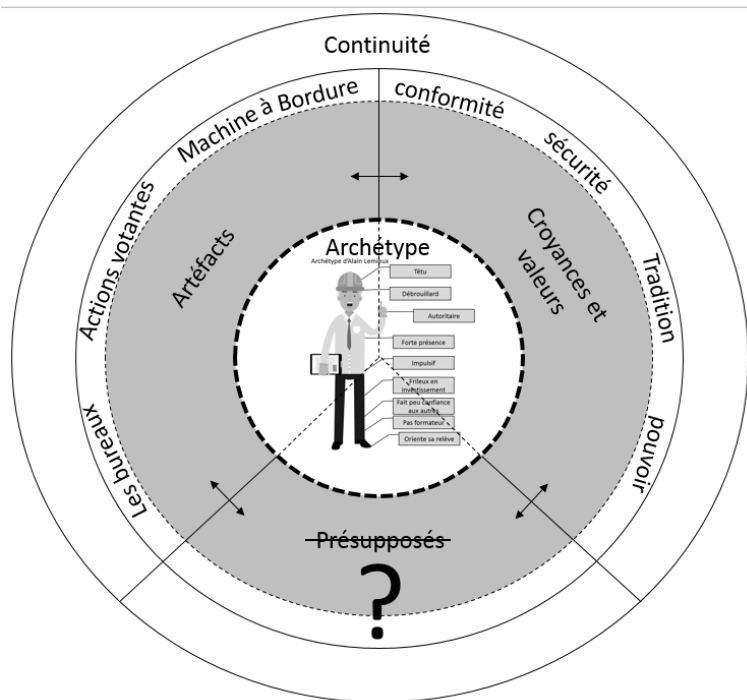 Continuité
Machine à Bordure
conformité
sécurité
Actions votantes
Tradition
Les bureaux
pouvoir
Artéfacts
Croyances et
valeurs
Archétype
Archétype d'Alain Lemieux
Têtu
Débrouillard
Autoritaire
Forte présence
Impulsif
Frileux en
investissement
Fait peu confiance
aux autres
Pas formateur
Oriente sa relève
Présupposés
?